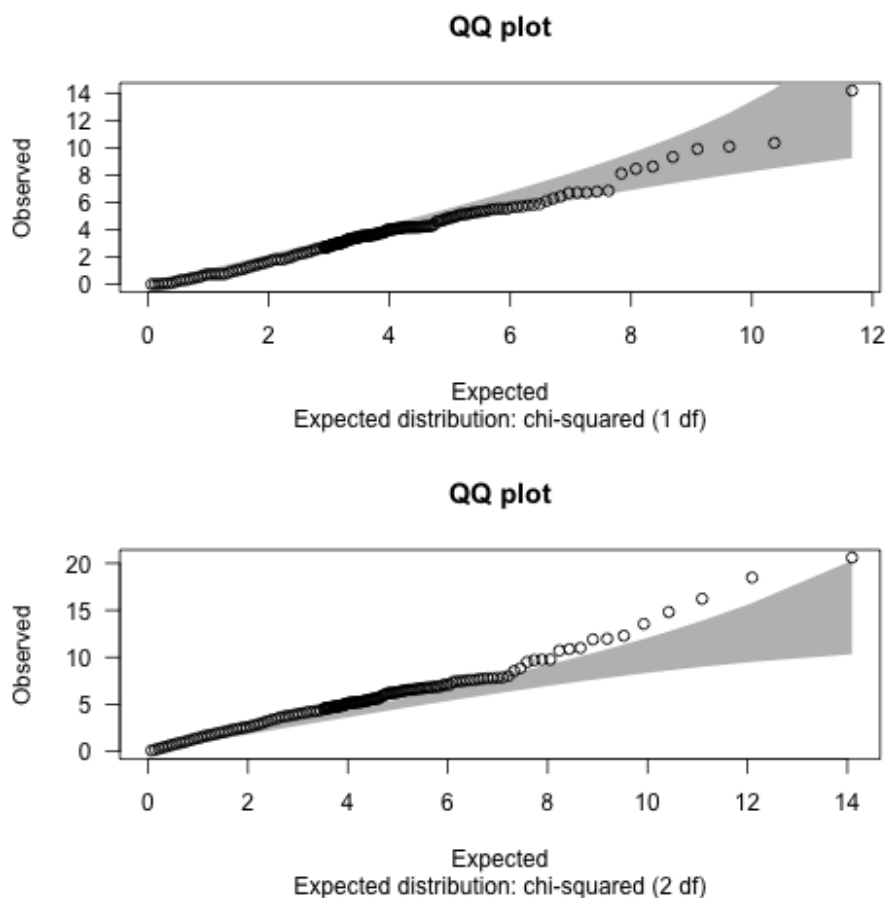 QQ plot
Observed
14
12
10
8
6
4
2
0
0 2 4 6 8 10 12
Expected
Expected distribution: chi-squared (1 df)
QQ plot
Observed
20
15
10
5
0
0 2 4 6 8 10 12 14
Expected
Expected distribution: chi-squared (2 df)